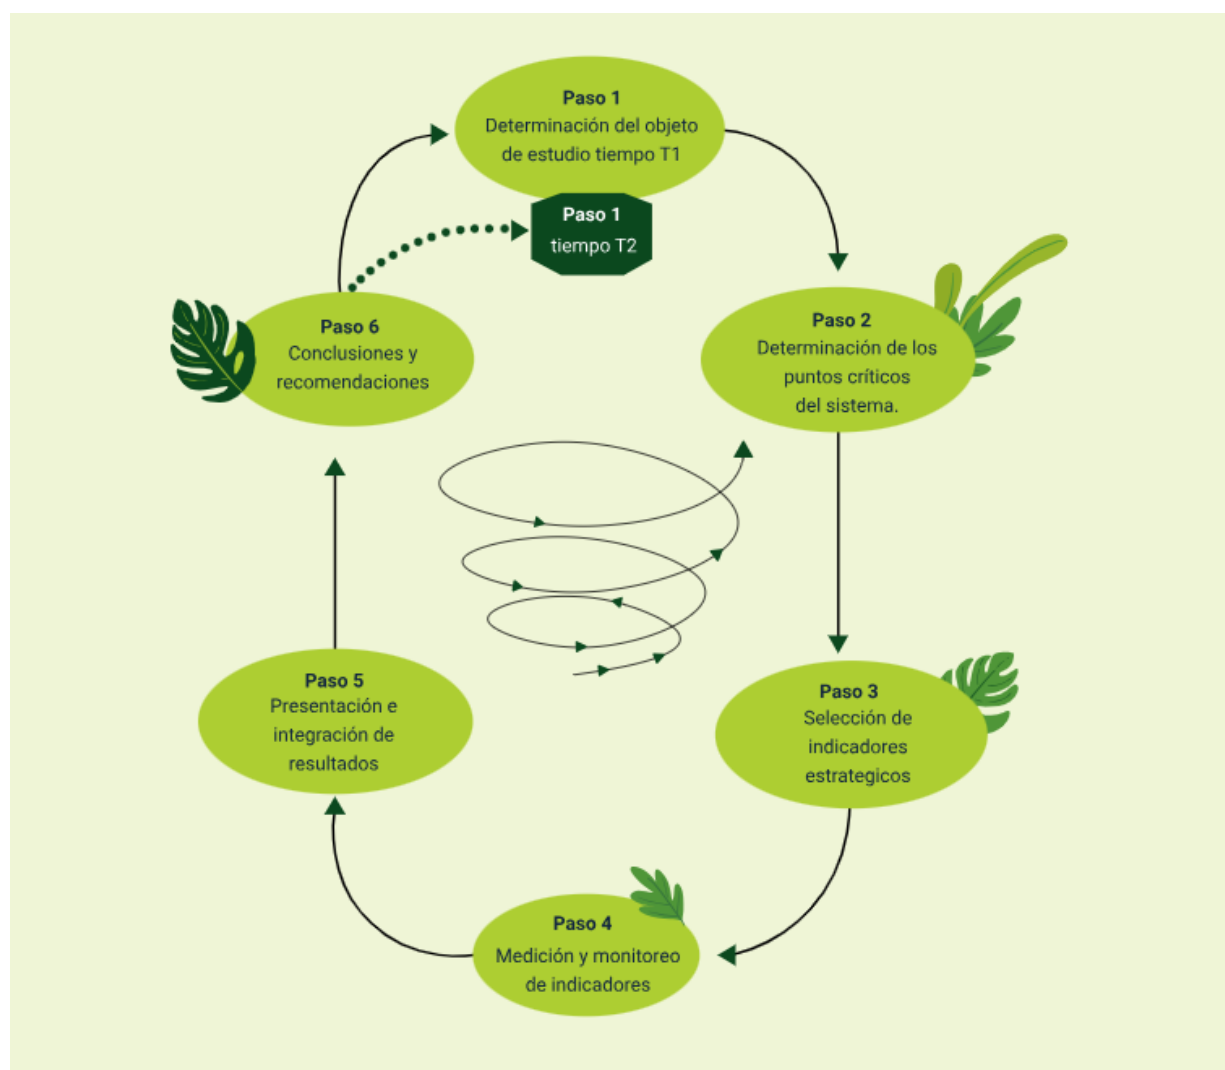 Paso 1
Determinación del objeto
de estudio tiempo T1
Paso 1
tiempo T2
Paso 2
Determinación de los
puntos críticos
del sistema.
Paso 3
Selección de
indicadores
estrategicos
Paso 4
Medición y monitoreo
de indicadores
Paso 5
Presentación e
integración de
resultados
Paso 6
Conclusiones y
recomendaciones